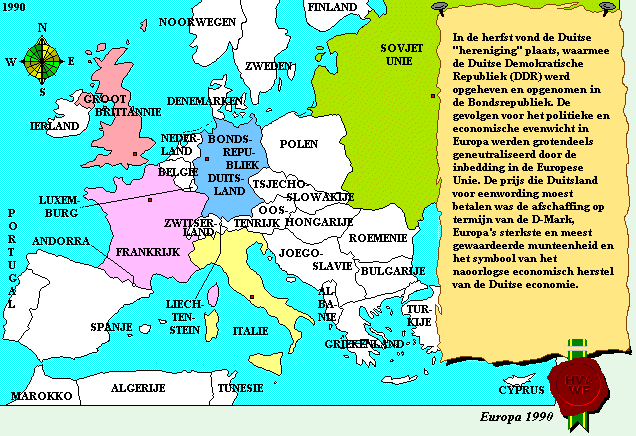 1990
N
W
E
S
NOORWEGEN
FINLAND
ZWEDEN
SOVJET
UNIE
DENEMARKEN
GROOT
BRITTANNIE
IERLAND
NEDER-
LAND
BELGIE
BONDS-
REPU-
BLIEK
DUITS-
LAND
POLEN
TSJECHO-
SLOWAKIJE
LUXEM-
BURG
ZWITSER-
LAND
OOS-
TENRIJK
HONGARIJE
ROEMENIE
ANDORRA
FRANKRIJK
JOEGO-
SLAVIE
BULGARIJE
PORTUGAL
LIECH-
TEN-
STEIN
SPANJE
ITALIE
AL-
BA-
NIE
TUR-
KIJE
GRIEKENLAND
MAROKKO
ALGERIJE
TUNESIE
CYPRUS
In de herfst vond de Duitse
"hereniging" plaats, waarmee
de Duitse Demokratische
Republiek (DDR) werd
opgeheven en opgenomen in
de Bondsrepubliek. De
gevolgen voor het politieke en
economische evenwicht in
Europa werden grotendeels
geneutraliseerd door de
inbedding in de Europese
Unie. De prijs die Duitsland
voor eenwording moest
betalen was de afschaffing op
termijn van de D-Mark,
Europa's sterkste en meest
gewaardeerde munteenheid en
het symbool van het
naoorlogse economisch herstel
van de Duitse economie.
Europa 1990